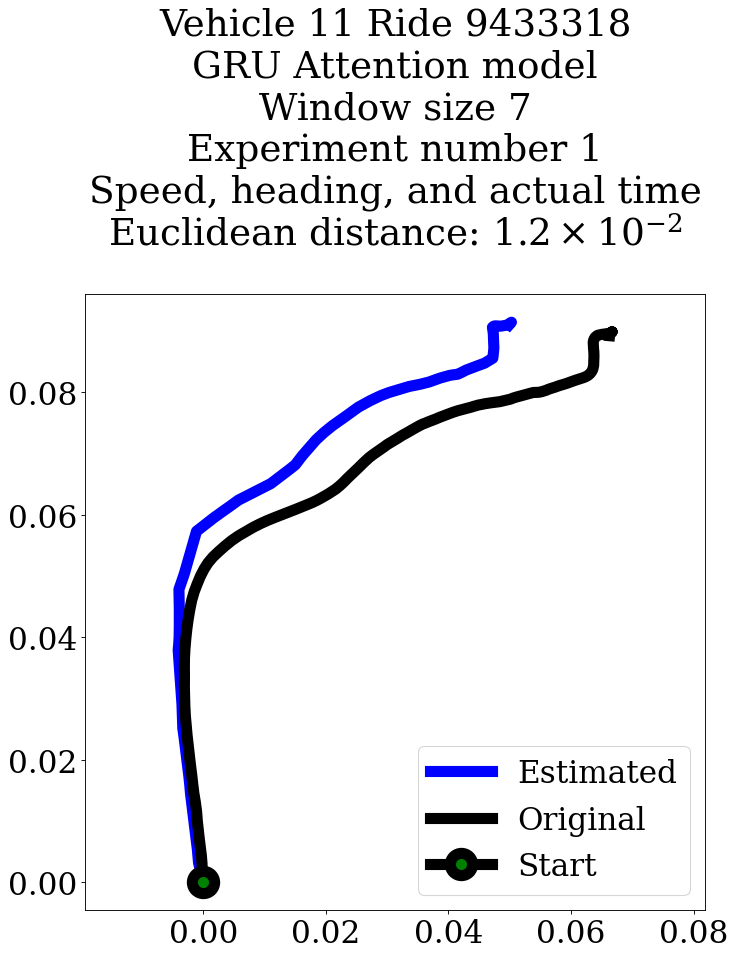 Vehicle 11 Ride 9433318
GRU Attention model
Window size 7
Experiment number 1
Speed, heading, and actual time
Euclidean distance: 1.2 × 10⁻²
0.08
0.06
0.04
0.02
0.00
Estimated
Original
Start
0.00 0.02 0.04 0.06 0.08